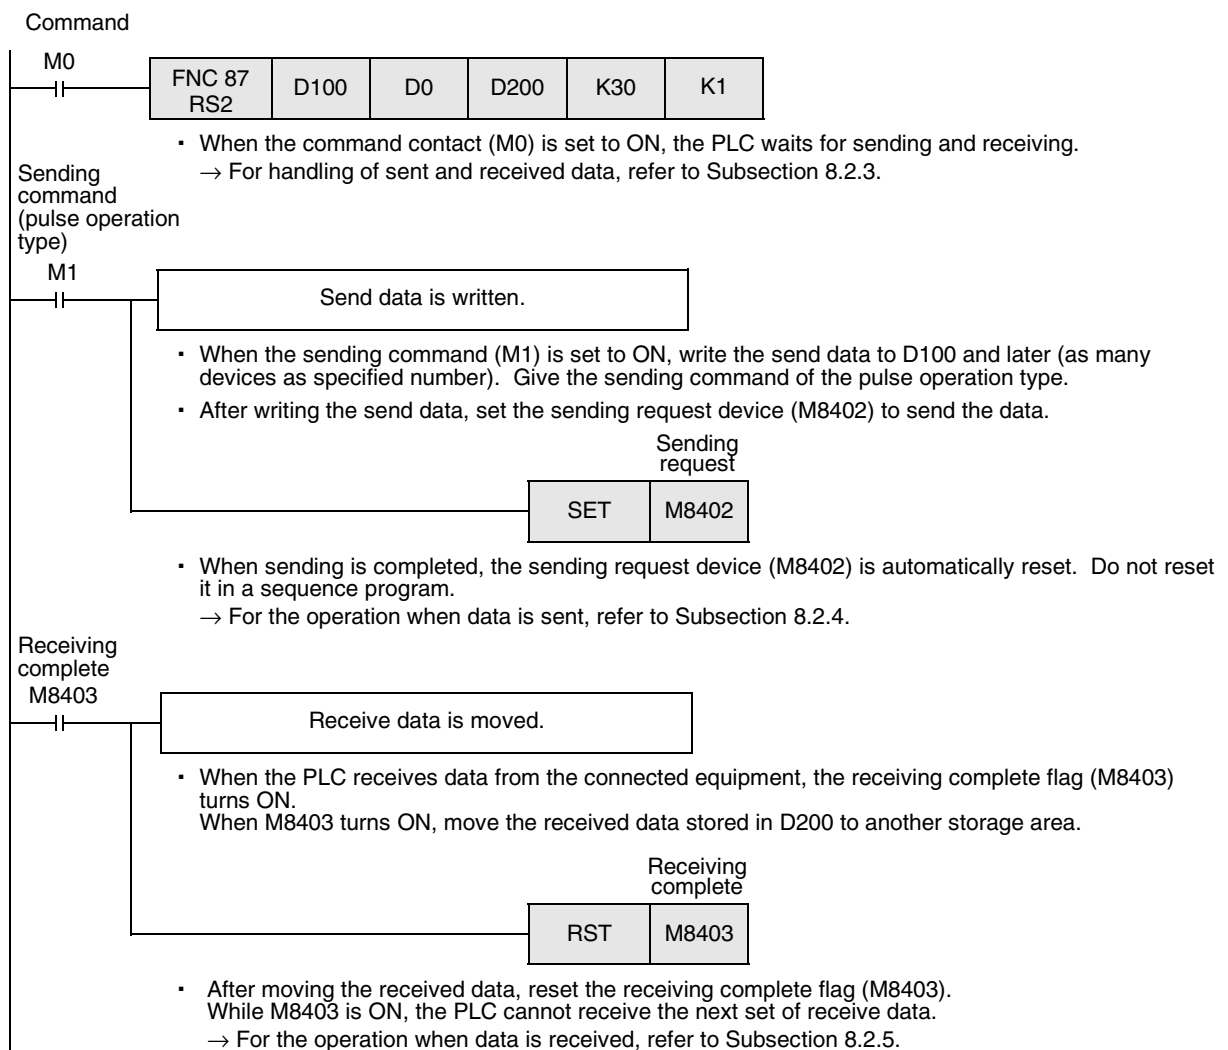 Command
M0
FNC 87
RS2
D100
D0
D200
K30
K1
▪ When the command contact (M0) is set to ON, the PLC waits for sending and receiving.
→ For handling of sent and received data, refer to Subsection 8.2.3.
Sending
command
(pulse operation
type)
M1
Send data is written.
▪ When the sending command (M1) is set to ON, write the send data to D100 and later (as many
devices as specified number).  Give the sending command of the pulse operation type.
▪ After writing the send data, set the sending request device (M8402) to send the data.
Sending
request
SET
M8402
▪ When sending is completed, the sending request device (M8402) is automatically reset.  Do not reset
it in a sequence program.
→ For the operation when data is sent, refer to Subsection 8.2.4.
Receiving
complete
M8403
Receive data is moved.
▪ When the PLC receives data from the connected equipment, the receiving complete flag (M8403)
turns ON.
When M8403 turns ON, move the received data stored in D200 to another storage area.
Receiving
complete
RST
M8403
▪ After moving the received data, reset the receiving complete flag (M8403).
While M8403 is ON, the PLC cannot receive the next set of receive data.
→ For the operation when data is received, refer to Subsection 8.2.5.